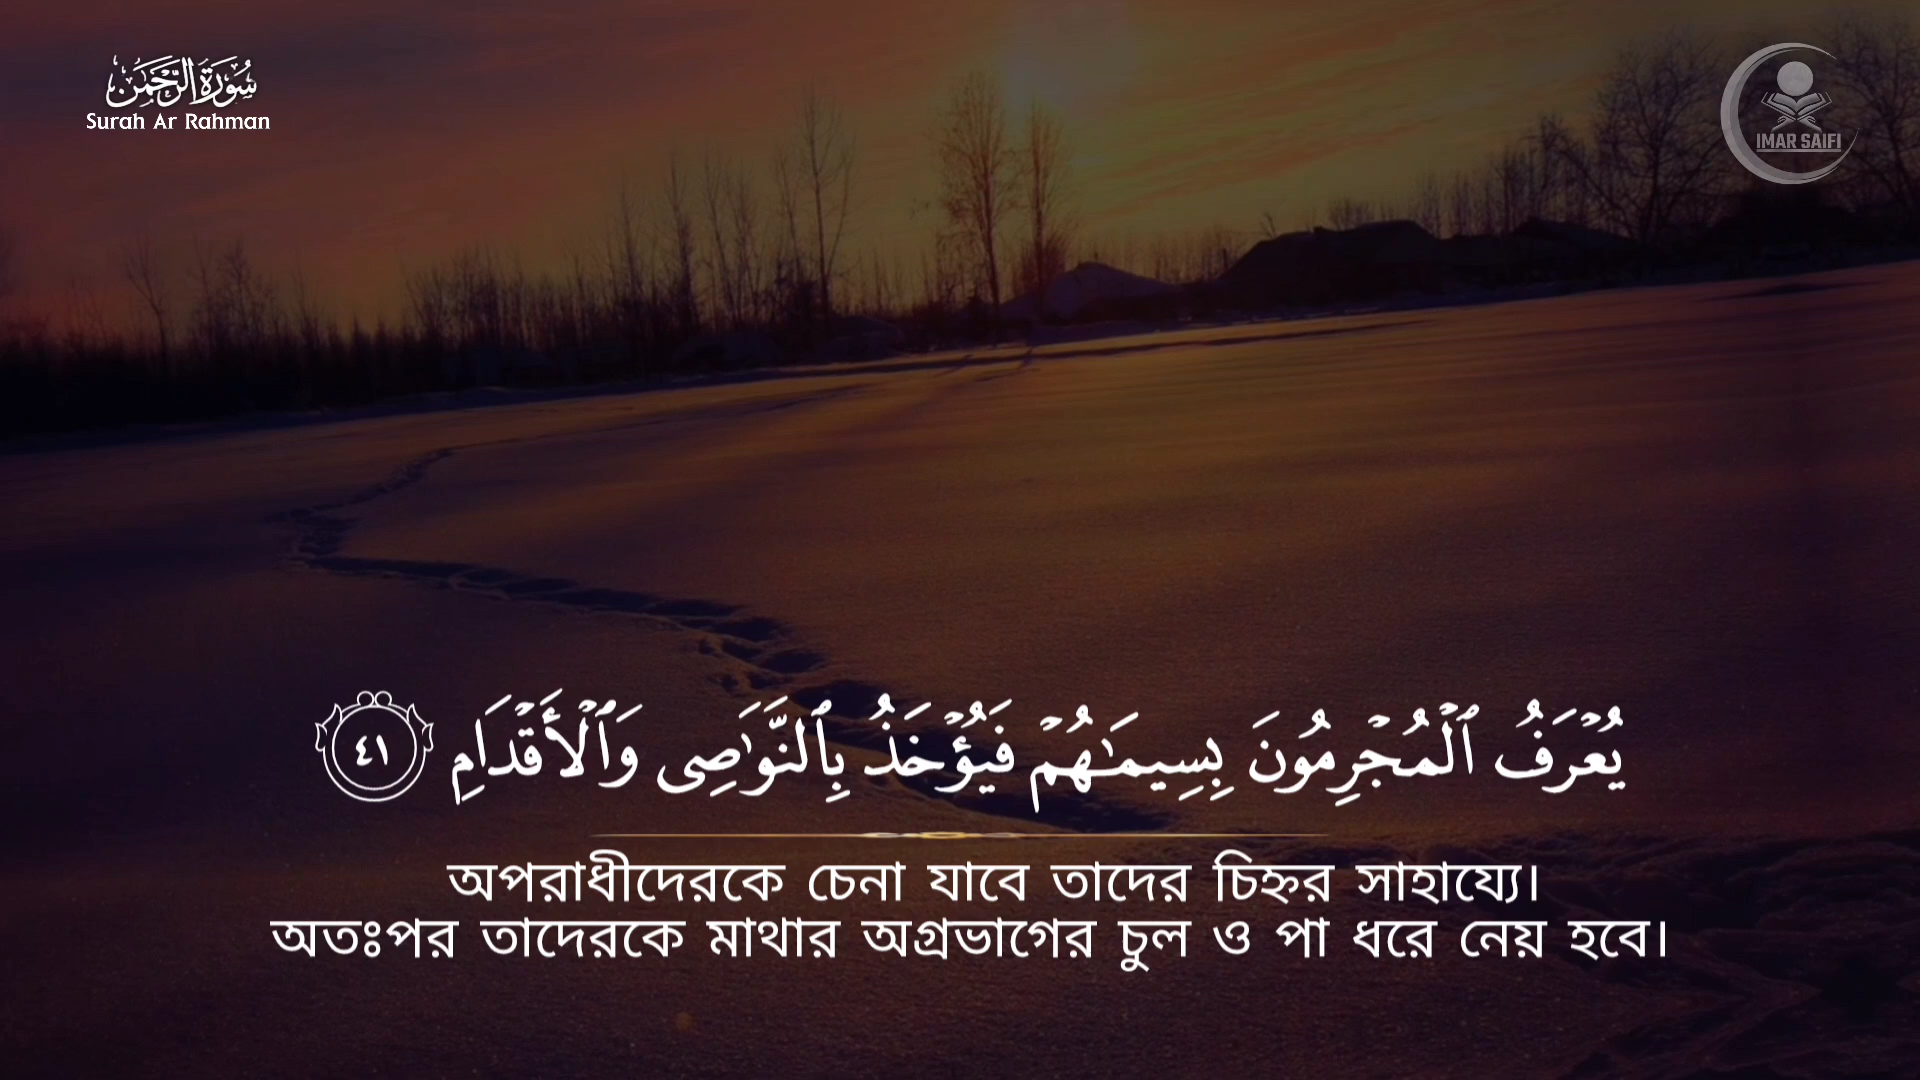 سُورَةُ الرَّحْمَٰن
Surah Ar Rahman
IMAR SAIFI
يُعۡرَفُ ٱلۡمُجۡرِمُونَ بِسِيمَٰهُمۡ فَيُؤۡخَذُ بِٱلنَّوَٰصِى وَٱلۡأَقۡدَامِ ٤١
অপরাধীদেরকে চেনা যাবে তাদের চিহ্নর সাহায্যে।
অতঃপর তাদেরকে মাথার অগ্রভাগের চুল ও পা ধরে নেয় হবে।